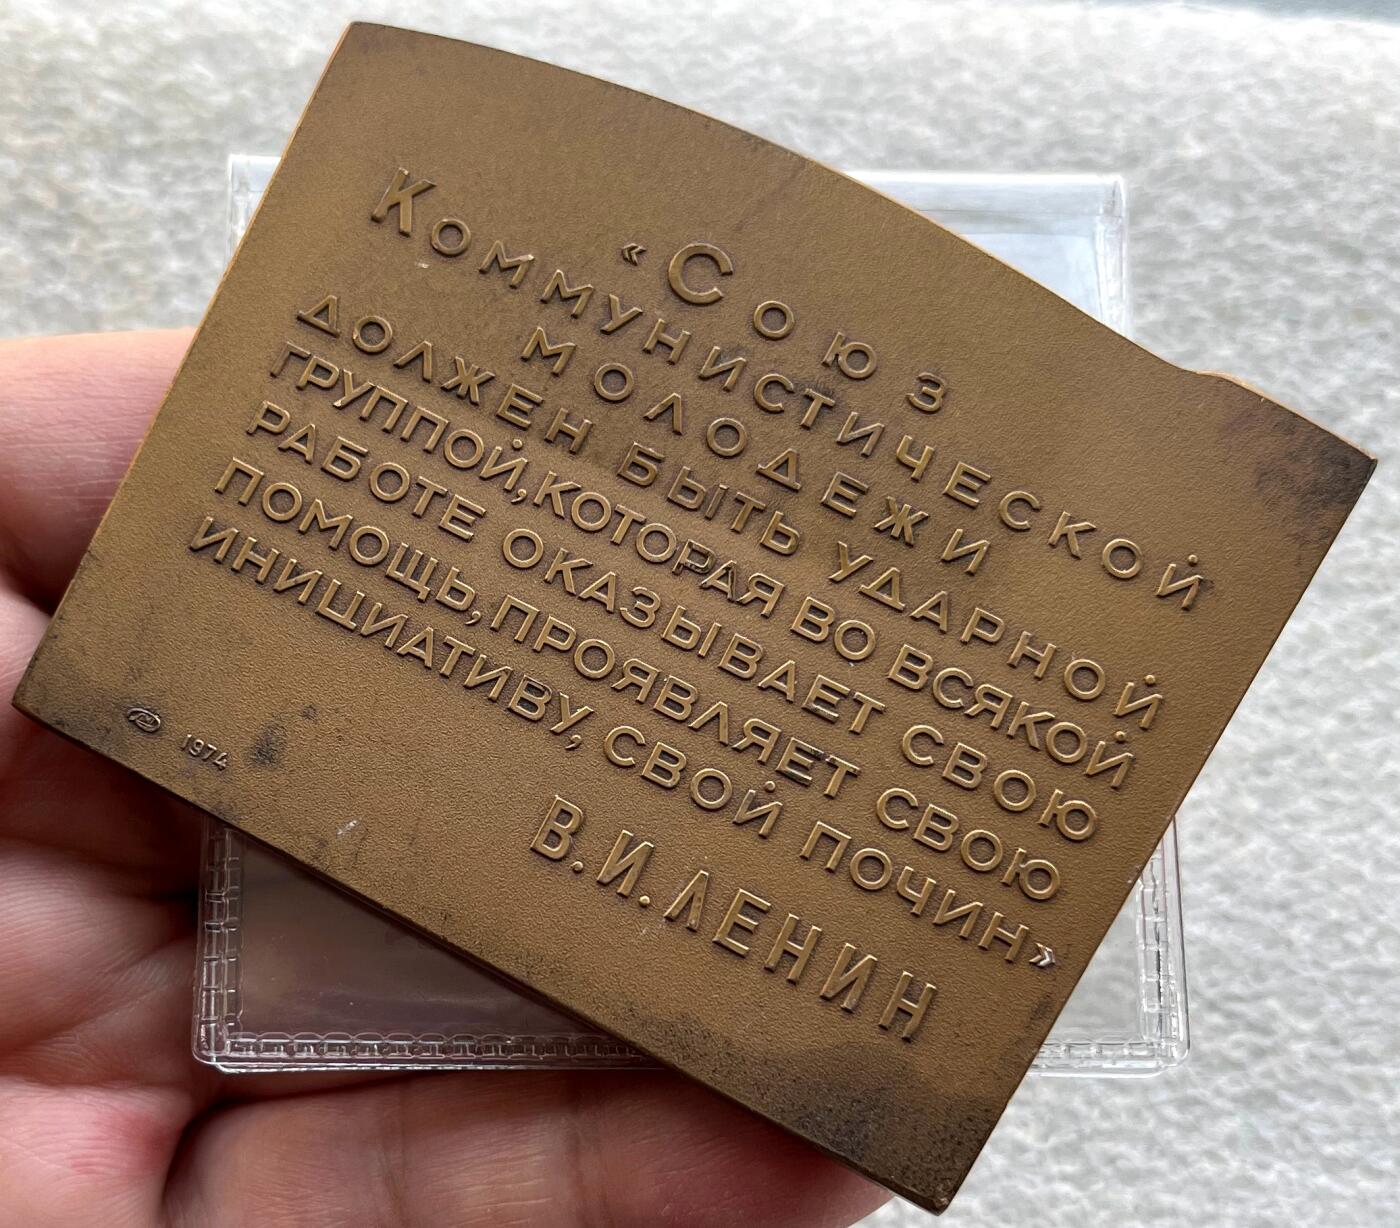 «Союз
Коммунистической
молодежи
должен быть ударной
группой, которая во всякой
работе оказывает свою
помощь, проявляет свою
инициативу, свой почин»
В. И. ЛЕНИН
1974